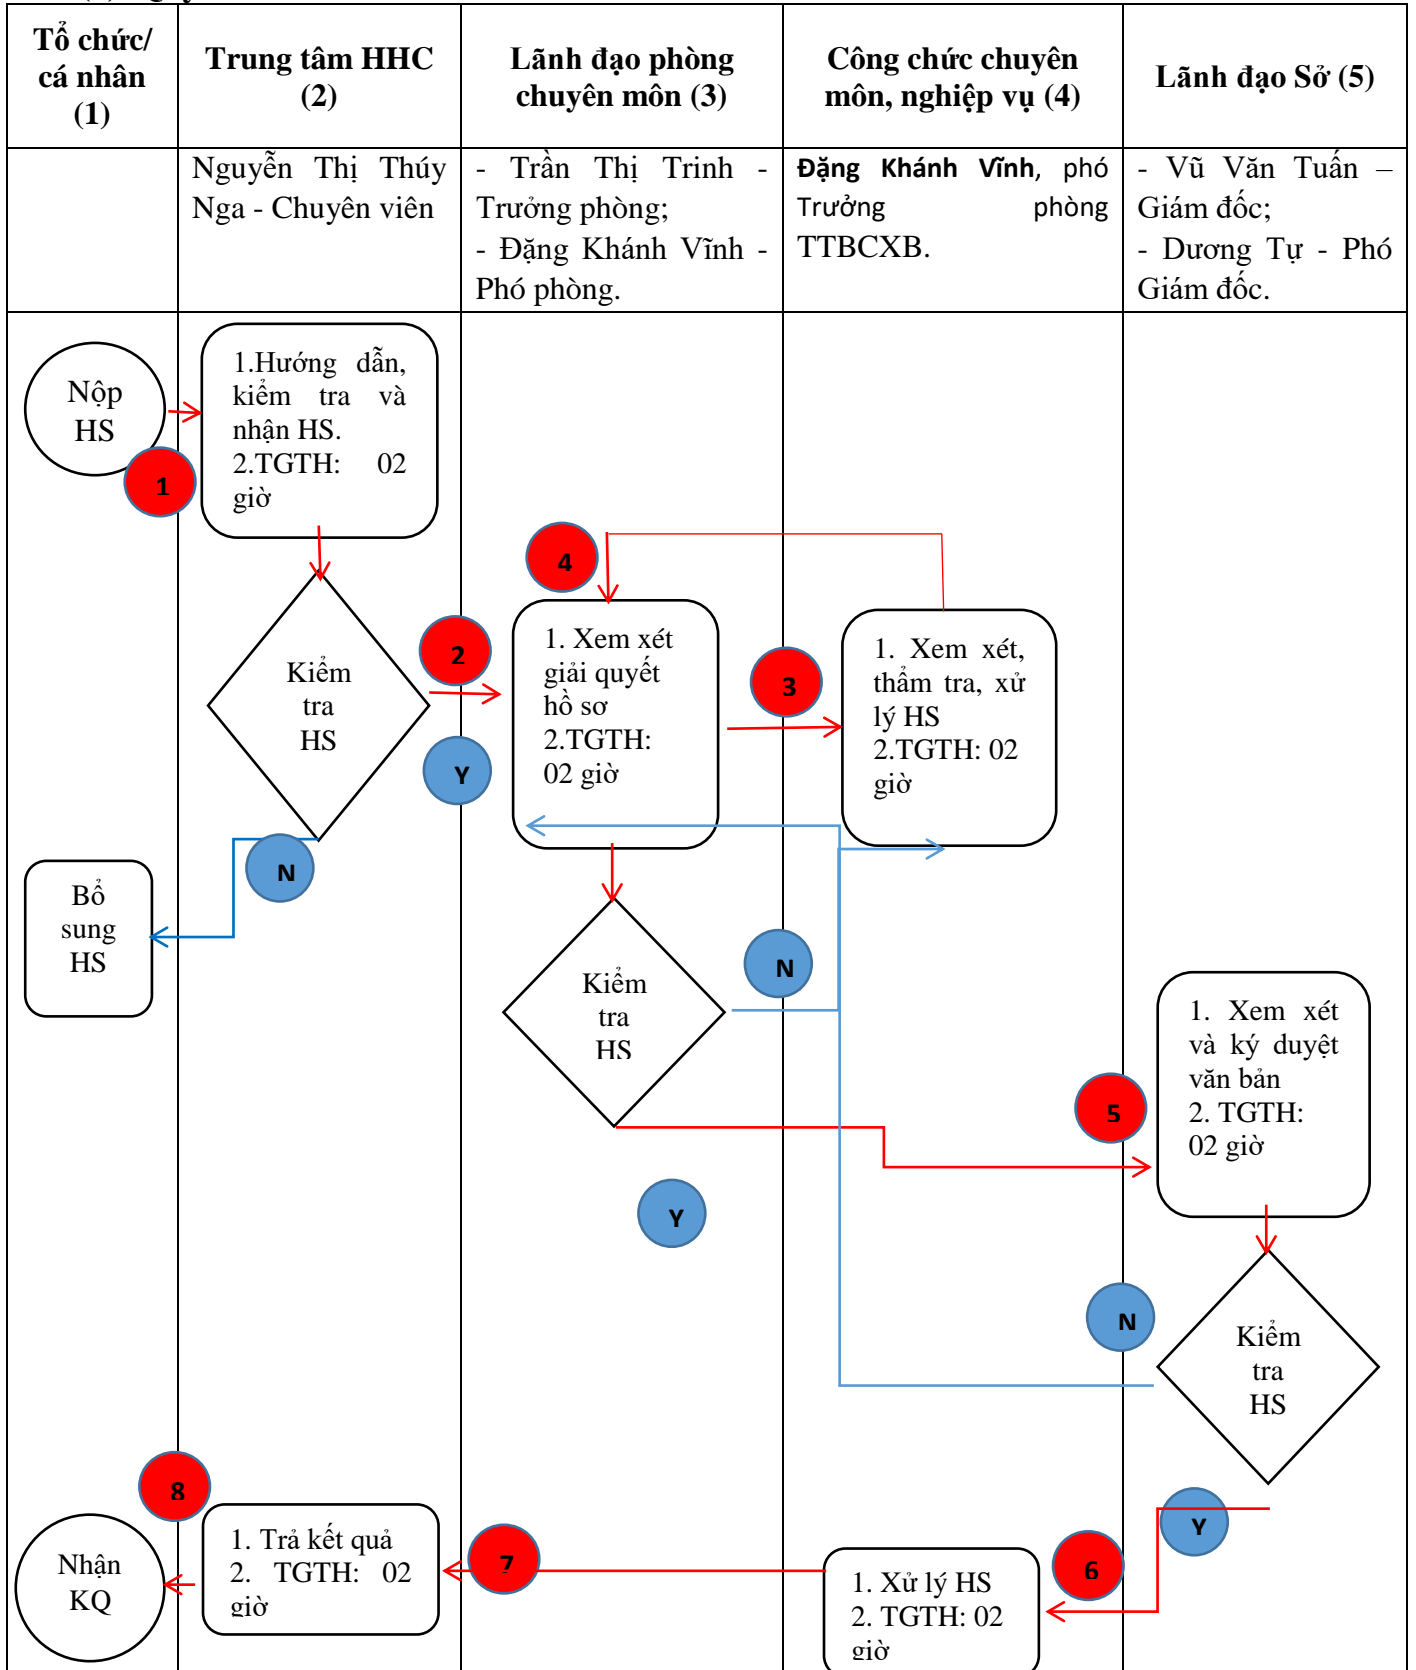 Tổ chức/
cá nhân
(1)
Trung tâm HHC
(2)
Lãnh đạo phòng
chuyên môn (3)
Công chức chuyên
môn, nghiệp vụ (4)
Lãnh đạo Sở (5)
Nguyễn Thị Thúy
Nga - Chuyên viên
- Trần Thị Trinh -
Trưởng phòng;
- Đặng Khánh Vĩnh -
Phó phòng.
Đặng Khánh Vĩnh, phó
Trưởng phòng
TTBCXB.
- Vũ Văn Tuấn –
Giám đốc;
- Dương Tự - Phó
Giám đốc.
Nộp
HS
1
1.Hướng dẫn,
kiểm tra và
nhận HS.
2.TGTH: 02
giờ
4
Kiểm
tra
HS
2
Y
1. Xem xét
giải quyết
hồ sơ
2.TGTH:
02 giờ
3
1. Xem xét,
thẩm tra, xử
lý HS
2.TGTH: 02
giờ
N
Bổ
sung
HS
Kiểm
tra
HS
N
1. Xem xét
và ký duyệt
văn bản
2. TGTH:
02 giờ
5
Y
N
Kiểm
tra
HS
8
Y
Nhận
KQ
1. Trả kết quả
2. TGTH: 02
giờ
7
6
1. Xử lý HS
2. TGTH: 02
giờ